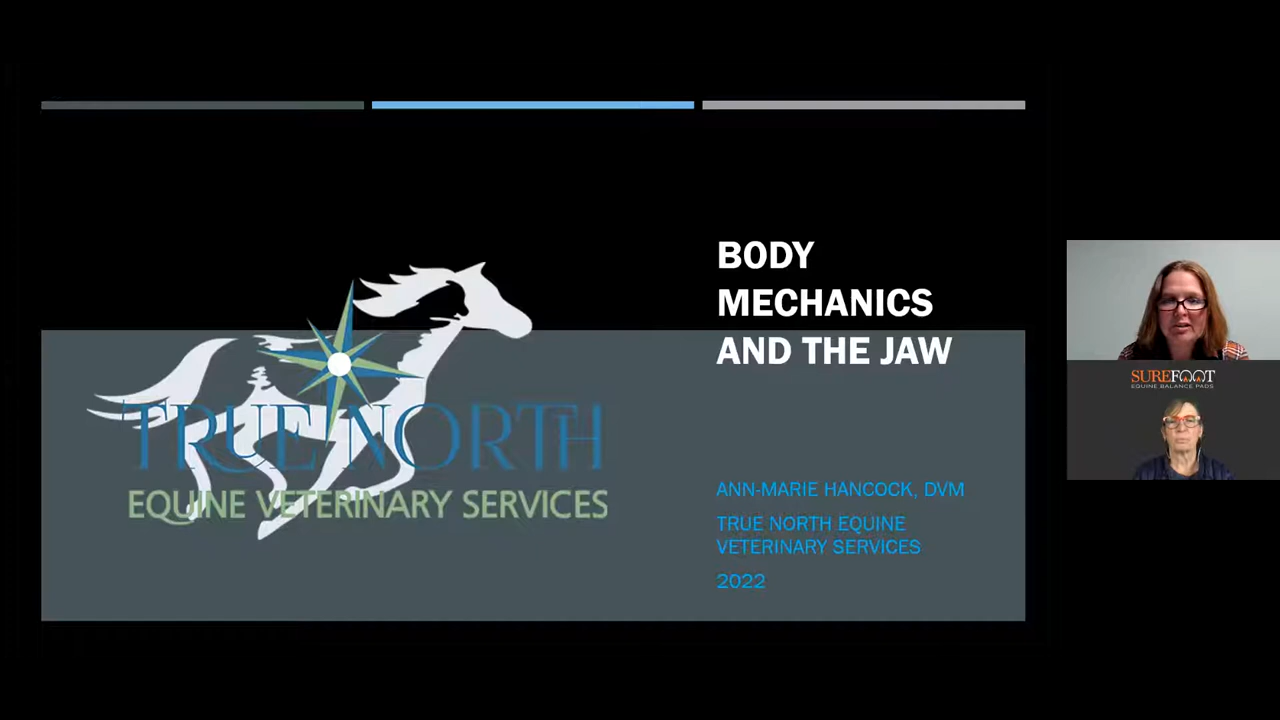 BODY
MECHANICS
AND THE JAW
TRUE NORTH
EQUINE VETERINARY SERVICES
ANN-MARIE HANCOCK, DVM
TRUE NORTH EQUINE
VETERINARY SERVICES
2022
SUREFOOT
EQUINE BALANCE PADS